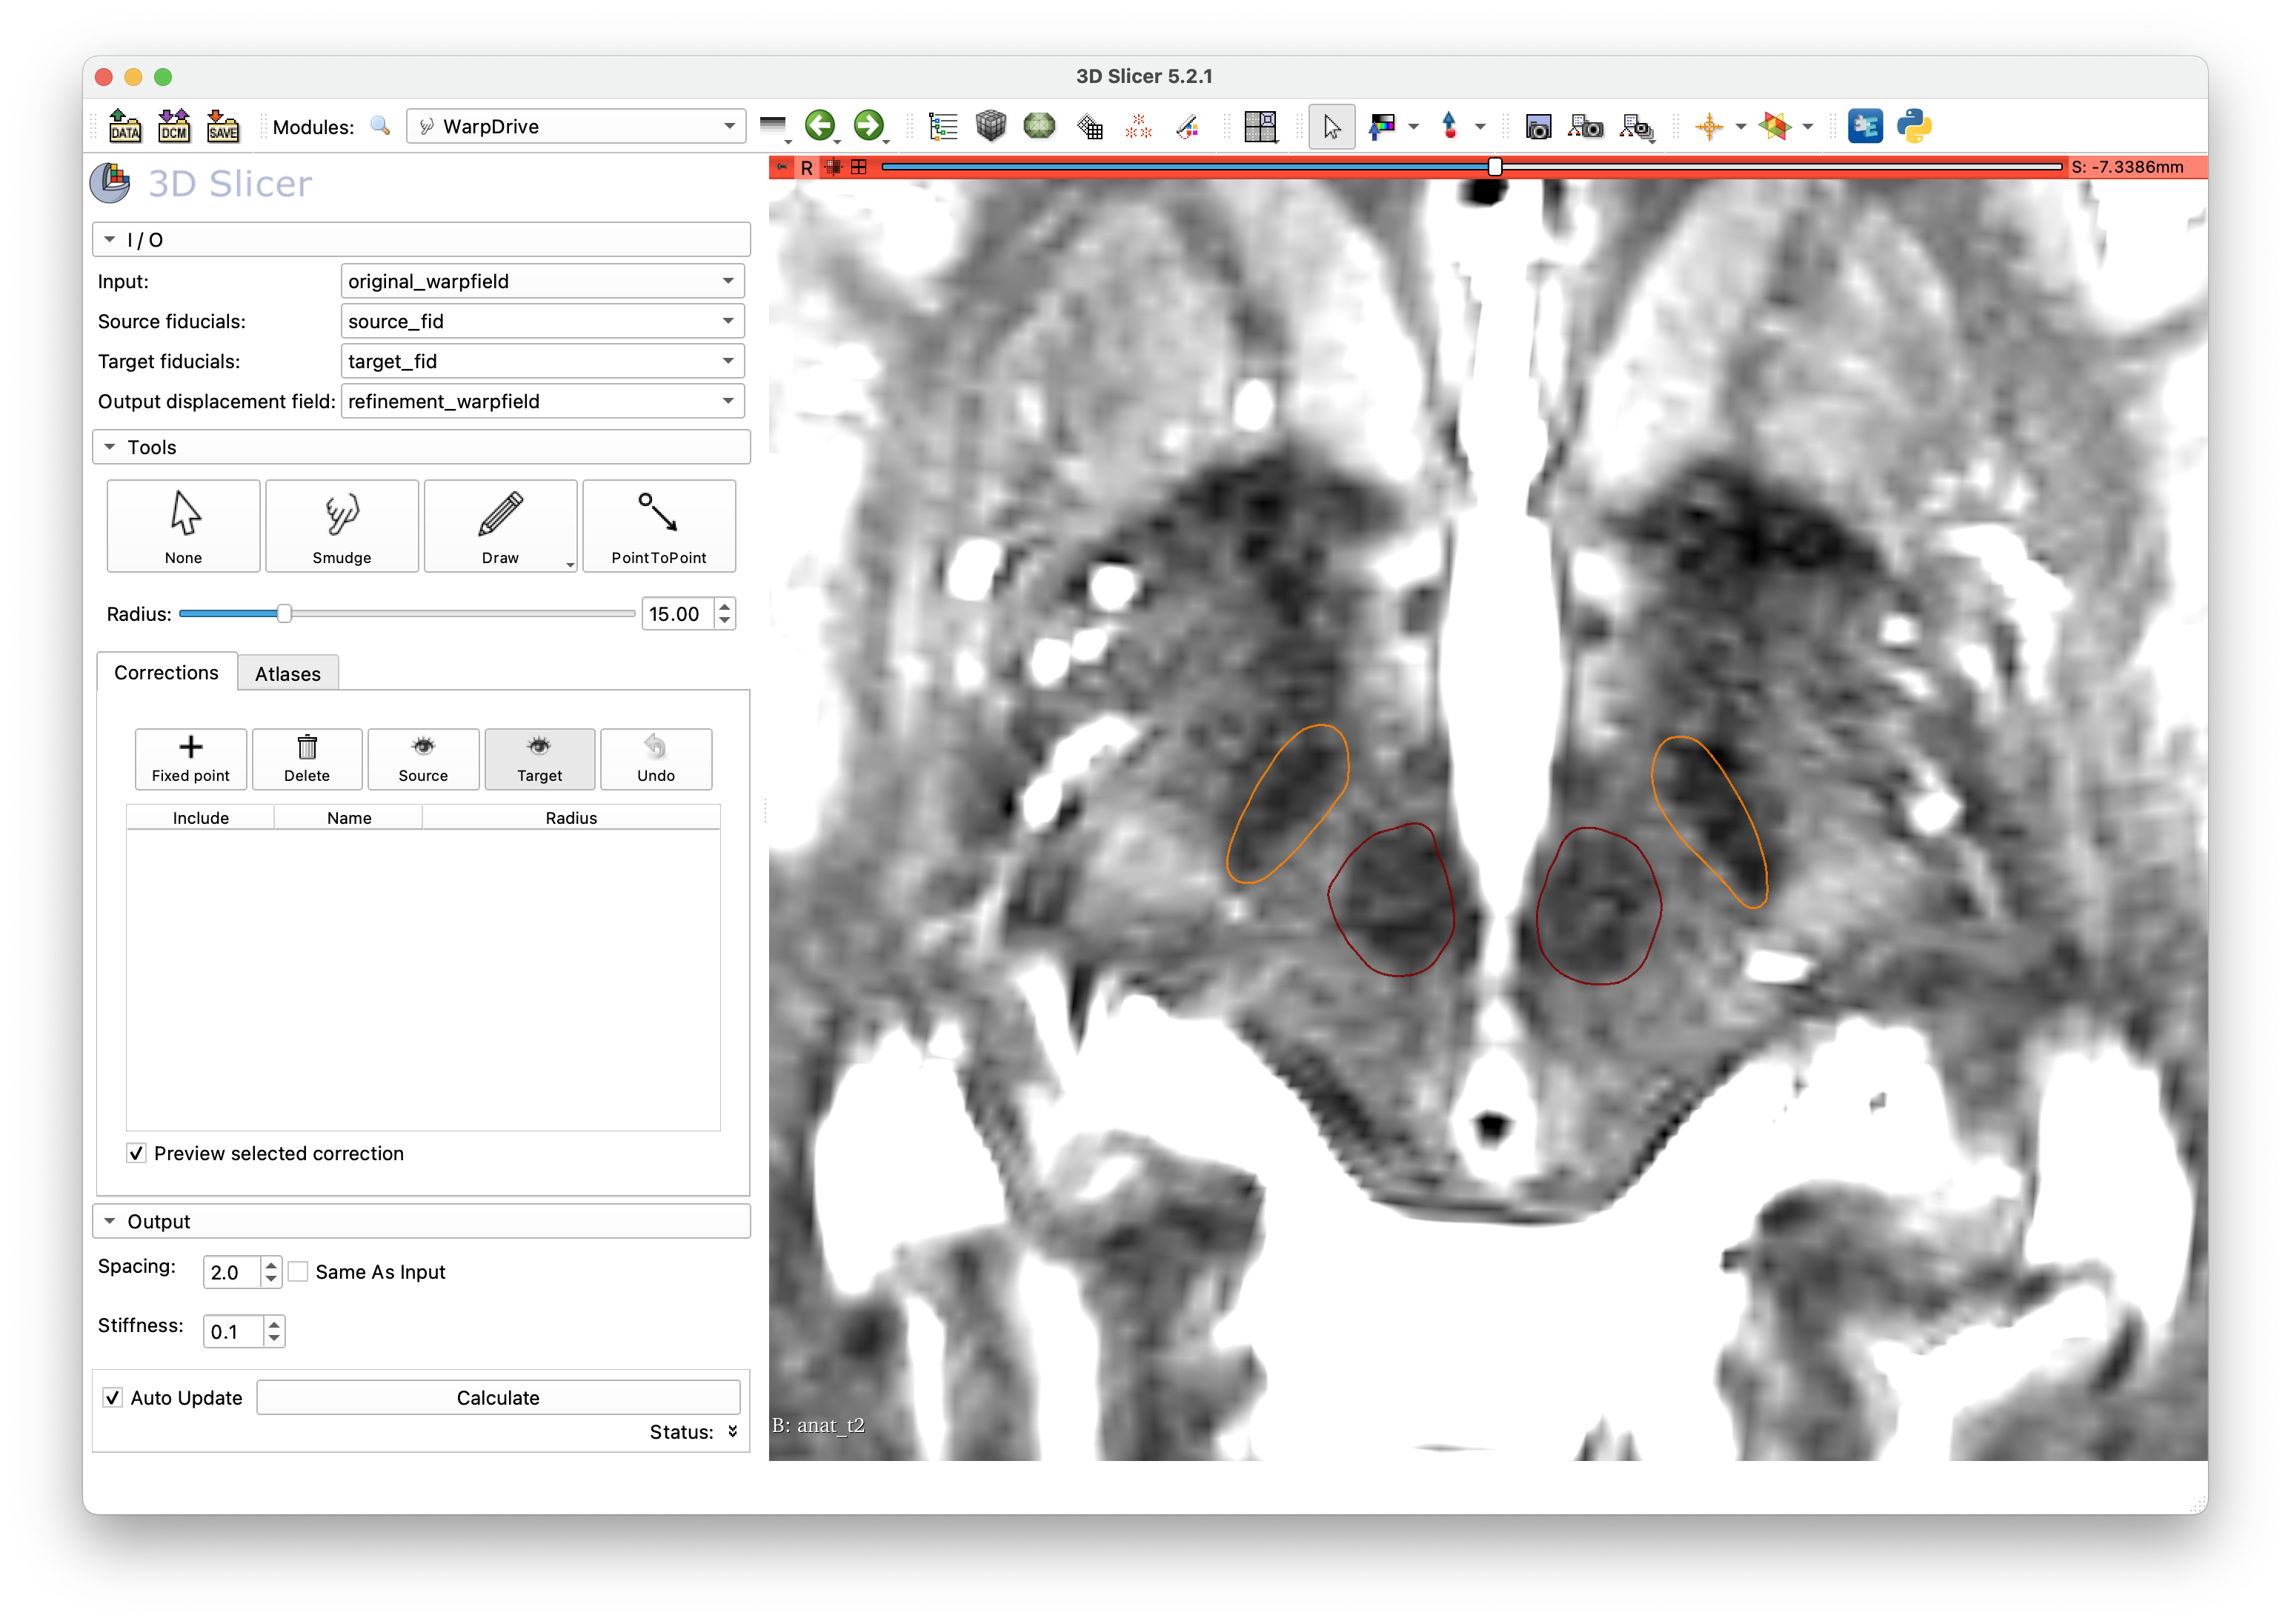 3D Slicer 5.2.1
DATA DCM SAVE Modules: WarpDrive
3D Slicer
R S: -7.3386mm
I / O
Input: original_warpfield
Source fiducials: source_fid
Target fiducials: target_fid
Output displacement field: refinement_warpfield
Tools
None Smudge Draw PointToPoint
Radius: 15.00
Corrections Atlases
Fixed point Delete Source Target Undo
Include Name Radius
Preview selected correction
Output
Spacing: 2.0 Same As Input
Stiffness: 0.1
Auto Update Calculate
Status:
B: anat_t2